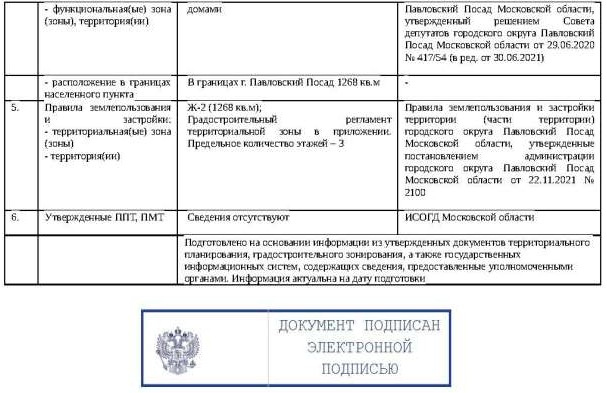 - функциональная(ые) зона
(зоны), территория(ии)
домами
Павловский Посад Московской области,
утвержденный решением Совета
депутатов городского округа Павловский
Посад Московской области от 29.06.2020
№ 417/54 (в ред. от 30.06.2021)
- расположение в границах
населенного пункта
В границах г. Павловский Посад 1268 кв.м
-
5.
Правила землепользования
и застройки:
- территориальная(ые) зона
(зоны)
- территория(ии)
Ж-2 (1268 кв.м);
Градостроительный регламент
территориальной зоны в приложении.
Предельное количество этажей – 3
Правила землепользования и застройки
территории (части территории)
городского округа Павловский Посад
Московской области, утвержденные
постановлением администрации
городского округа Павловский Посад
Московской области от 22.11.2021 №
2100
6.
Утвержденные ППТ, ПМТ
Сведения отсутствуют
ИСОГД Московской области
Подготовлено на основании информации из утвержденных документов территориального
планирования, градостроительного зонирования, а также государственных
информационных систем, содержащих сведения, предоставленные уполномоченными
органами. Информация актуальна на дату подготовки
ДОКУМЕНТ ПОДПИСАН
ЭЛЕКТРОННОЙ
ПОДПИСЬЮ